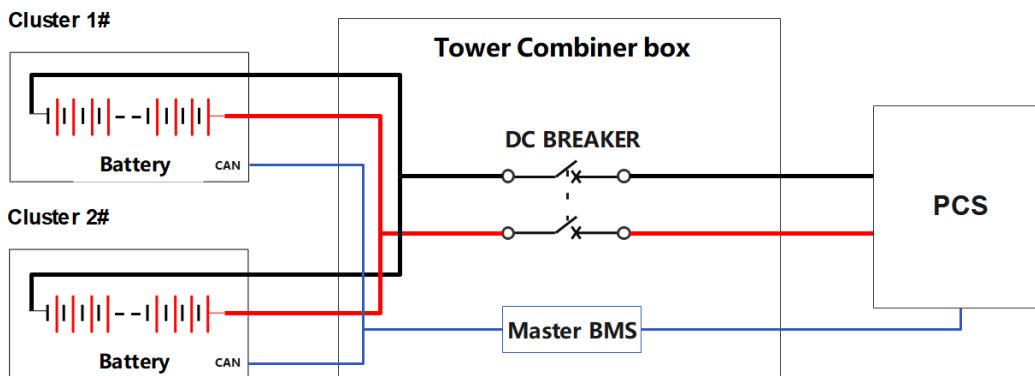 Cluster 1#
Tower Combiner box
Battery
CAN
DC BREAKER
PCS
Cluster 2#
Battery
CAN
Master BMS